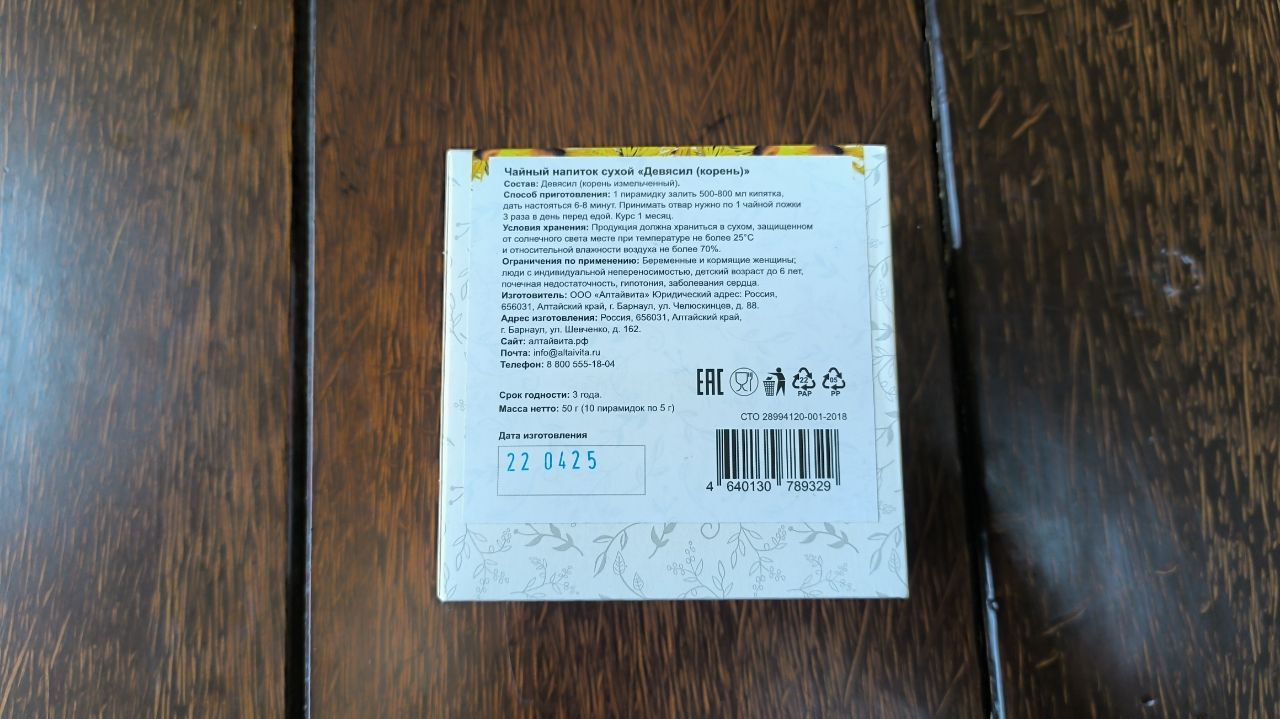 Чайный напиток сухой «Девясил (корень)»
Состав: Девясил (корень измельченный).
Способ приготовления: 1 пирамидку залить 500-800 мл кипятка,
дать настояться 6-8 минут. Принимать отвар нужно по 1 чайной ложки
3 раза в день перед едой. Курс 1 месяц.
Условия хранения: Продукция должна храниться в сухом, защищенном
от солнечного света месте при температуре не более 25°С
и относительной влажности воздуха не более 70%.
Ограничения по применению: Беременные и кормящие женщины;
люди с индивидуальной непереносимостью, детский возраст до 6 лет,
почечная недостаточность, гипотония, заболевания сердца.
Изготовитель: ООО «Алтайвита» Юридический адрес: Россия,
656031, Алтайский край, г. Барнаул, ул. Челюскинцев, д. 88.
Адрес изготовления: Россия, 656031, Алтайский край,
г. Барнаул, ул. Шевченко, д. 162.
Сайт: алтайвита.рф
Почта: info@altaivita.ru
Телефон: 8 800 555-18-04
EAC
22 05
PAP PP
Срок годности: 3 года.
Масса нетто: 50 г (10 пирамидок по 5 г)
СТО 28994120-001-2018
Дата изготовления
22 0425
4 640130 789329